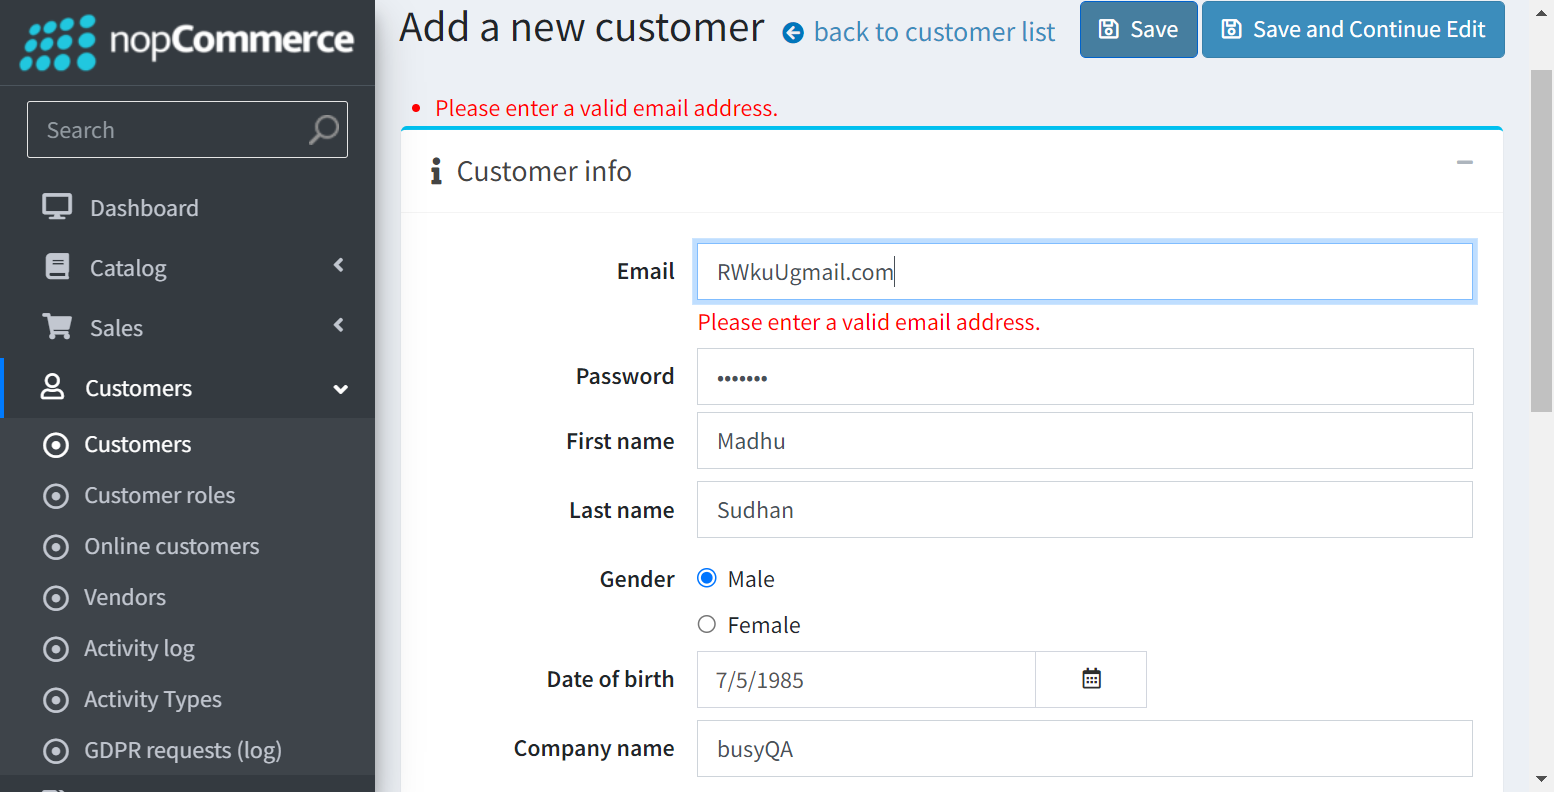 nopCommerce
Search
Dashboard
Catalog
Sales
Customers
Customers
Customer roles
Online customers
Vendors
Activity log
Activity Types
GDPR requests (log)
Add a new customer back to customer list Save Save and Continue Edit
Please enter a valid email address.
Customer info
Email RWkuUgmail.com
Please enter a valid email address.
Password •••••••
First name Madhu
Last name Sudhan
Gender Male
Female
Date of birth 7/5/1985
Company name busyQA